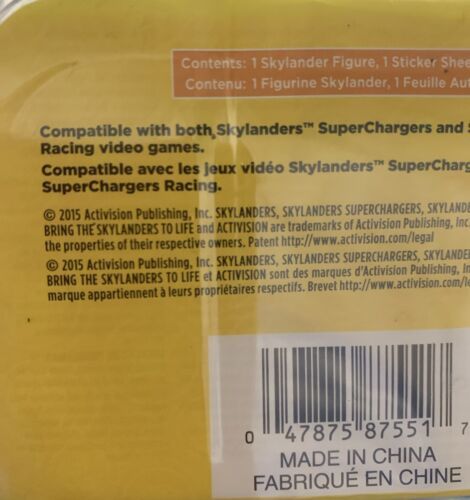 Contents: 1 Skylander Figure, 1 Sticker Shee
Contenu: 1 Figurine Skylander, 1 Feuille Au
Compatible with both Skylanders™ SuperChargers and S
Racing video games.
Compatible avec les jeux vidéo Skylanders™ SuperCharg
SuperChargers Racing.
© 2015 Activision Publishing, Inc. SKYLANDERS, SKYLANDERS SUPERCHARGERS, SKYLANDE
BRING THE SKYLANDERS TO LIFE and ACTIVISION are trademarks of Activision Publishing, Inc
the properties of their respective owners. Patent http://www.activision.com/legal
© 2015 Activision Publishing, Inc. SKYLANDERS, SKYLANDERS SUPERCHARGERS, SKYLANDE
BRING THE SKYLANDERS TO LIFE et ACTIVISION sont des marques d'Activision Publishing, In
marque appartiennent à leurs propriétaires respectifs. Brevet http://www.activision.com/le
0 47875 87551 7
MADE IN CHINA
FABRIQUÉ EN CHINE